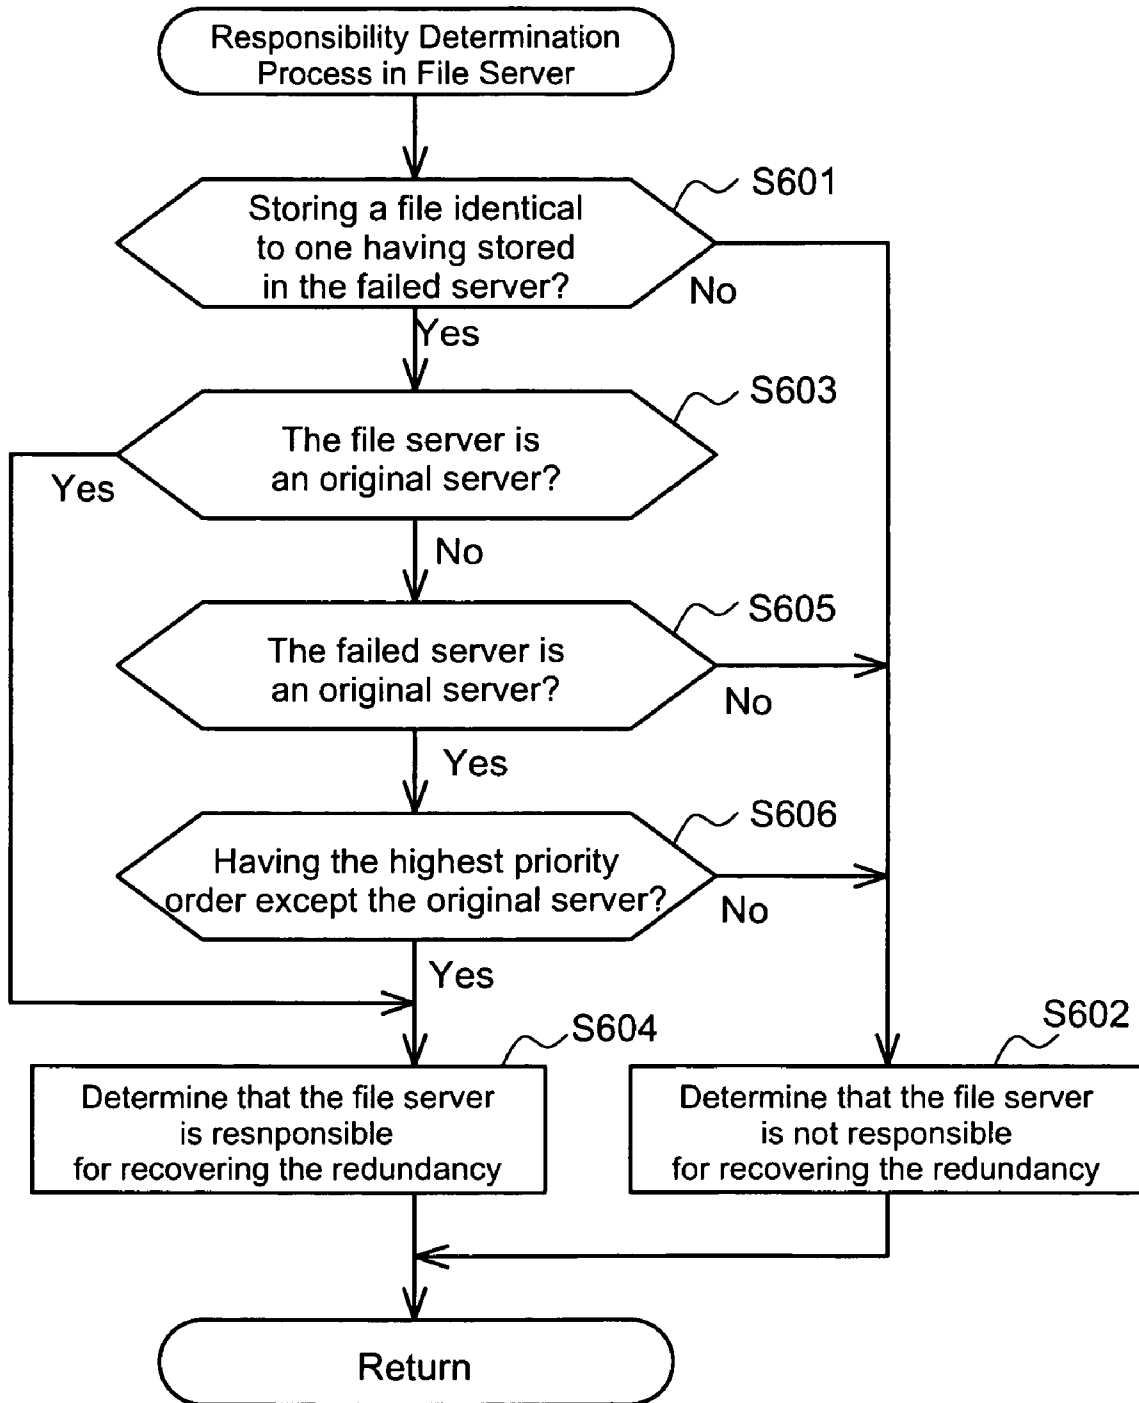 Responsibility Determination
Process in File Server
S601
Storing a file identical
to one having stored
in the failed server?
No
Yes
S603
The file server is
an original server?
Yes
No
S605
The failed server is
an original server?
No
Yes
S606
Having the highest priority
order except the original server?
No
Yes
S604
S602
Determine that the file server
is resnponsible
for recovering the redundancy
Determine that the file server
is not responsible
for recovering the redundancy
Return